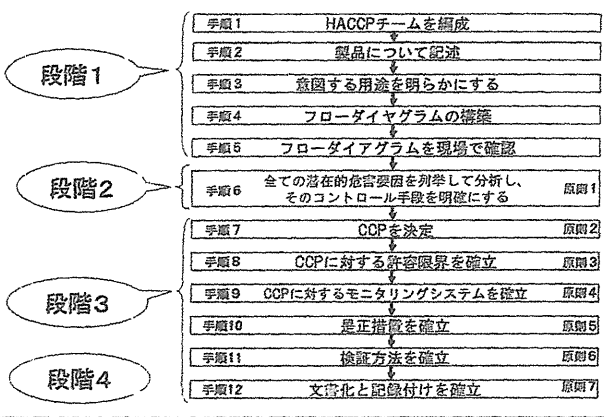 手順1 HACCPチームを編成
手順2 製品について記述
段階1
手順3 意図する用途を明らかにする
手順4 フローダイヤグラムの構築
手順5 フローダイアグラムを現場で確認
段階2
手順6 全ての潜在的危害要因を列挙して分析し、
そのコントロール手段を明確にする 原則1
手順7 CCPを決定 原則2
手順8 CCPに対する許容限界を確立 原則3
段階3
手順9 CCPに対するモニタリングシステムを確立 原則4
手順10 是正措置を確立 原則5
手順11 検証方法を確立 原則6
段階4
手順12 文書化と記録付けを確立 原則7